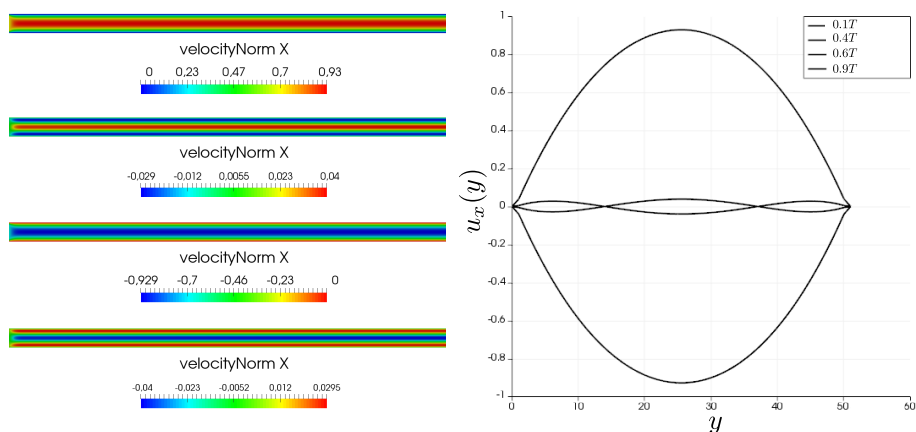 velocityNorm X
0 0,23 0,47 0,7 0,93
velocityNorm X
-0,029 -0,012 0,0055 0,023 0,04
velocityNorm X
-0,929 -0,7 -0,46 -0,23 0
velocityNorm X
-0,04 -0,023 -0,0052 0,012 0,0295
1
0.8
0.6
0.4
0.2
0
-0.2
-0.4
-0.6
-0.8
-1
0 10 20 30 40 50 60
u_x(y)
y
0.1T
0.4T
0.6T
0.9T